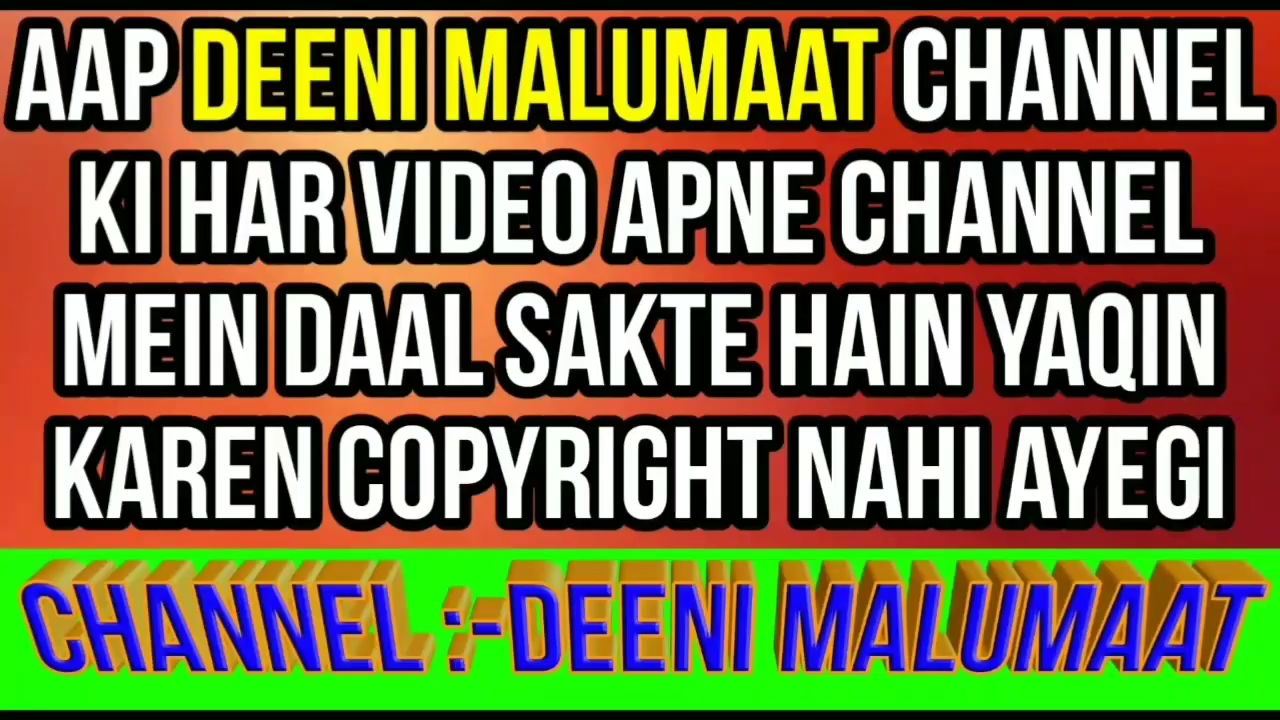 AAP DEENI MALUMAAT CHANNEL
KI HAR VIDEO APNE CHANNEL
MEIN DAAL SAKTE HAIN YAQIN
KAREN COPYRIGHT NAHI AYEGI
CHANNEL :-DEENI MALUMAAT